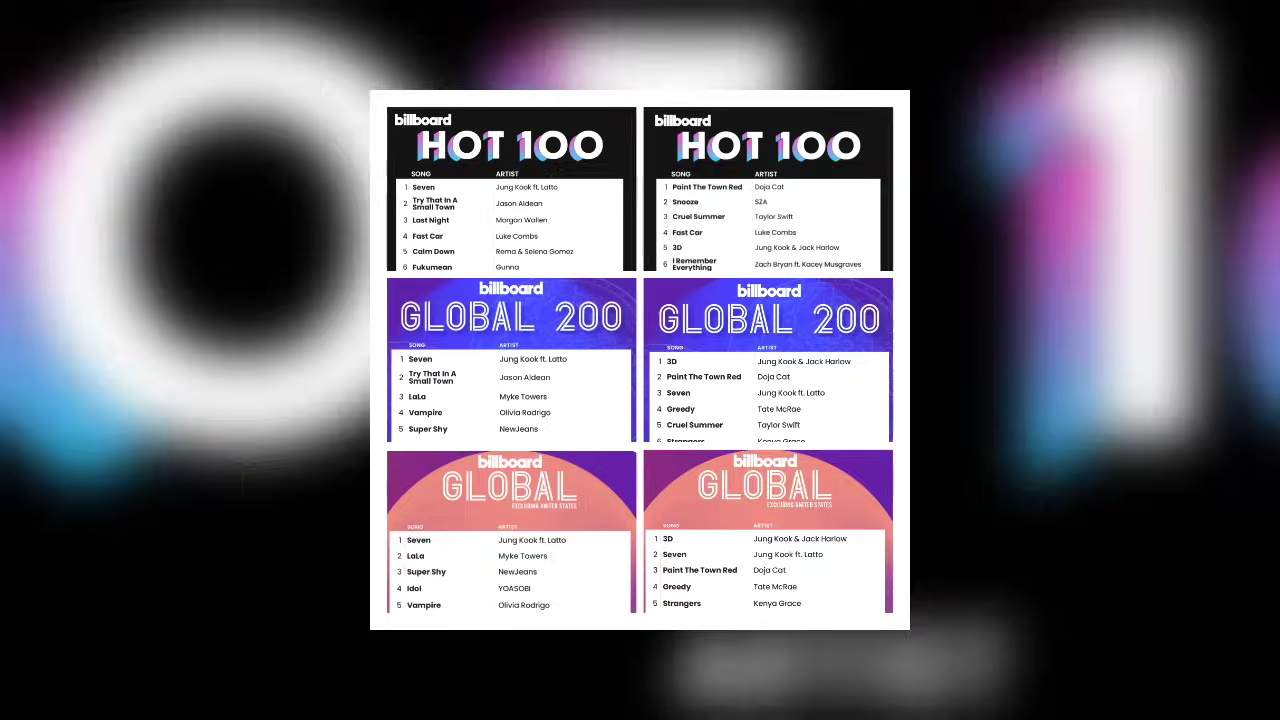 billboard
HOT 100
SONG ARTIST
1 Seven Jung Kook ft. Latto
2 Try That In A Small Town Jason Aldean
3 Last Night Morgan Wallen
4 Fast Car Luke Combs
5 Calm Down Rema & Selena Gomez
6 Fukumean Gunna
billboard
HOT 100
SONG ARTIST
1 Paint The Town Red Doja Cat
2 Snooze SZA
3 Cruel Summer Taylor Swift
4 Fast Car Luke Combs
5 3D Jung Kook & Jack Harlow
6 I Remember Everything Zach Bryan ft. Kacey Musgraves
billboard
GLOBAL 200
SONG ARTIST
1 Seven Jung Kook ft. Latto
2 Try That In A Small Town Jason Aldean
3 LaLa Myke Towers
4 Vampire Olivia Rodrigo
5 Super Shy NewJeans
billboard
GLOBAL 200
SONG ARTIST
1 3D Jung Kook & Jack Harlow
2 Paint The Town Red Doja Cat
3 Seven Jung Kook ft. Latto
4 Greedy Tate McRae
5 Cruel Summer Taylor Swift
6 Strangers Kenya Grace
billboard
GLOBAL
EXCLUDING UNITED STATES
SONG ARTIST
1 Seven Jung Kook ft. Latto
2 LaLa Myke Towers
3 Super Shy NewJeans
4 Idol YOASOBI
5 Vampire Olivia Rodrigo
billboard
GLOBAL
EXCLUDING UNITED STATES
SONG ARTIST
1 3D Jung Kook & Jack Harlow
2 Seven Jung Kook ft. Latto
3 Paint The Town Red Doja Cat
4 Greedy Tate McRae
5 Strangers Kenya Grace